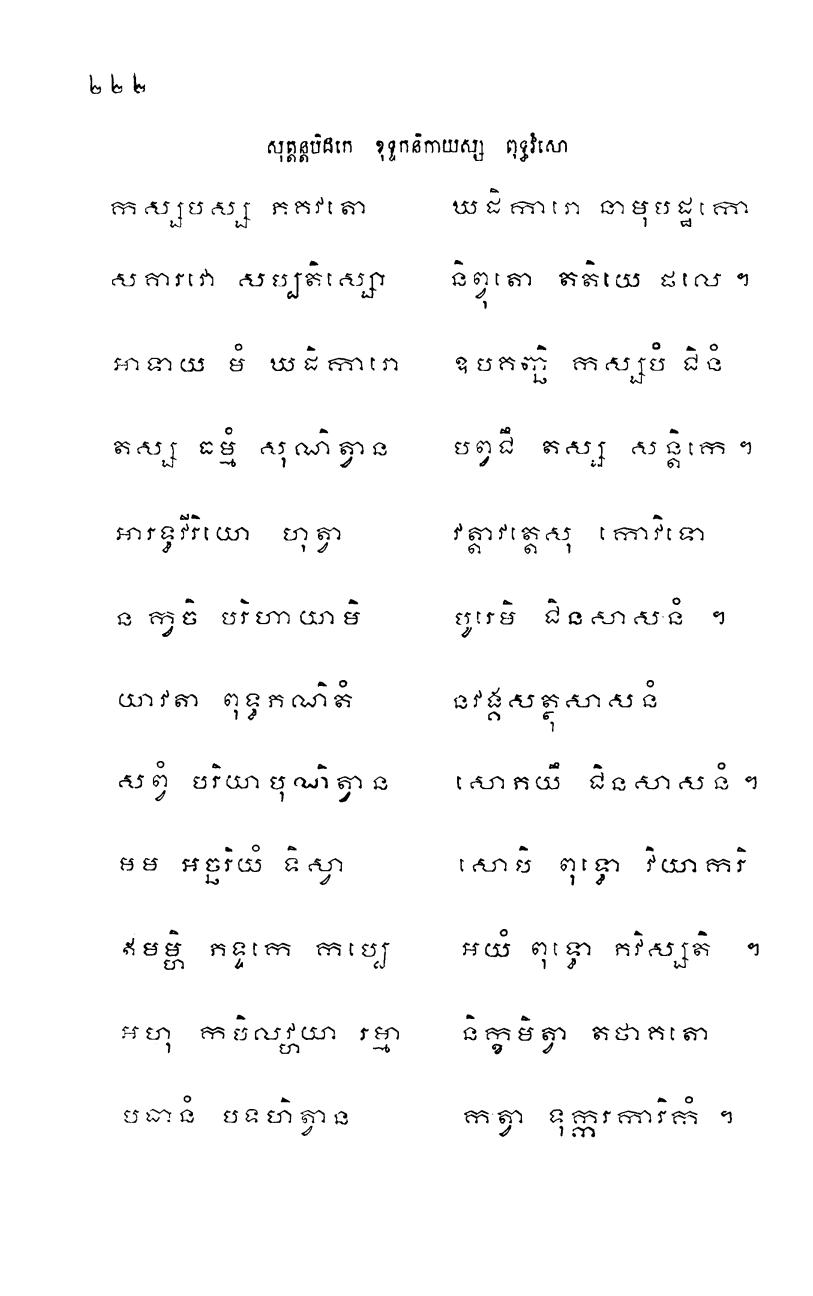 ២២២
សុត្តន្តបិដកេ ខុទ្ទកនិកាយស្ស ពុទ្ធវំសោ
កស្សបស្ស ភគវតោ ឃដិការោ នាមុបដ្ឋកោ
សគារវោ សប្បតិស្សោ និព្វុតោ តតិយេ ផលេ ។
អាទាយ មំ ឃដិការោ ឧបគញ្ឆិ កស្សបំ ជិនំ
តស្ស ធម្មំ សុណិត្វាន បព្វជឹ តស្ស សន្តិកេ ។
អារទ្ធវីរិយោ ហុត្វា វត្តាវត្តេសុ កោវិទោ
ន ក្វចិ បរិហាយាមិ បូរេមិ ជិនសាសនំ ។
យាវតា ពុទ្ធភណិតំ នវង្គសត្ថុសាសនំ
សព្វំ បរិយាបុណិត្វាន សោភយឹ ជិនសាសនំ ។
មម អច្ឆរិយំ ទិស្វា សោបិ ពុទ្ធោ វិយាករិ
ឥមម្ហិ ភទ្ទកេ កប្បេ អយំ ពុទ្ធោ ភវិស្សតិ ។
អហុ កបិលវ្ហយា រម្មា និក្ខមិត្វា តថាគតោ
បធានំ បទហិត្វាន កត្វា ទុក្ករការិកំ ។